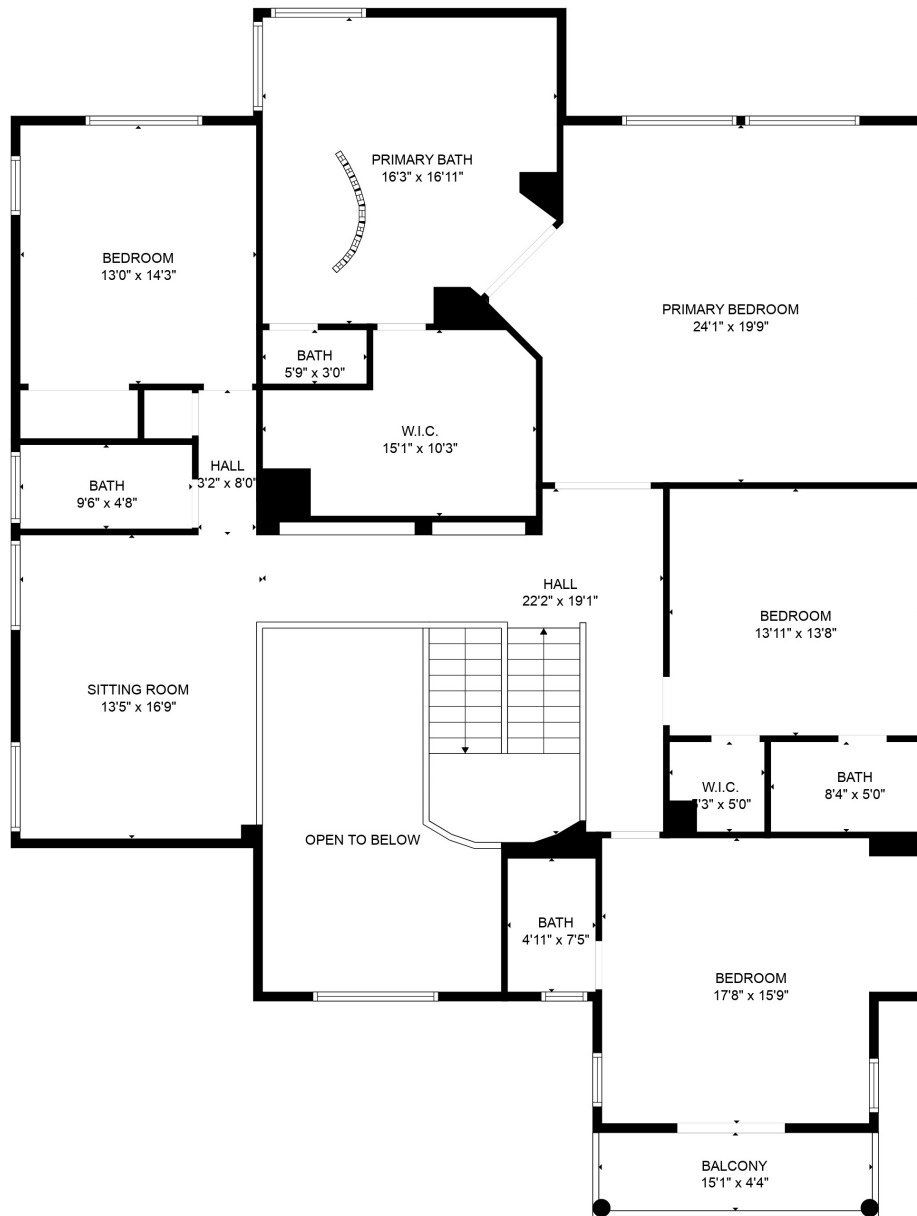 PRIMARY BATH
16'3" x 16'11"
BEDROOM
13'0" x 14'3"
PRIMARY BEDROOM
24'1" x 19'9"
BATH
5'9" x 3'0"
W.I.C.
15'1" x 10'3"
HALL
3'2" x 8'0"
BATH
9'6" x 4'8"
HALL
22'2" x 19'1"
BEDROOM
13'11" x 13'8"
SITTING ROOM
13'5" x 16'9"
W.I.C.
x 5'0"
BATH
8'4" x 5'0"
OPEN TO BELOW
BATH
4'11" x 7'5"
BEDROOM
17'8" x 15'9"
BALCONY
15'1" x 4'4"